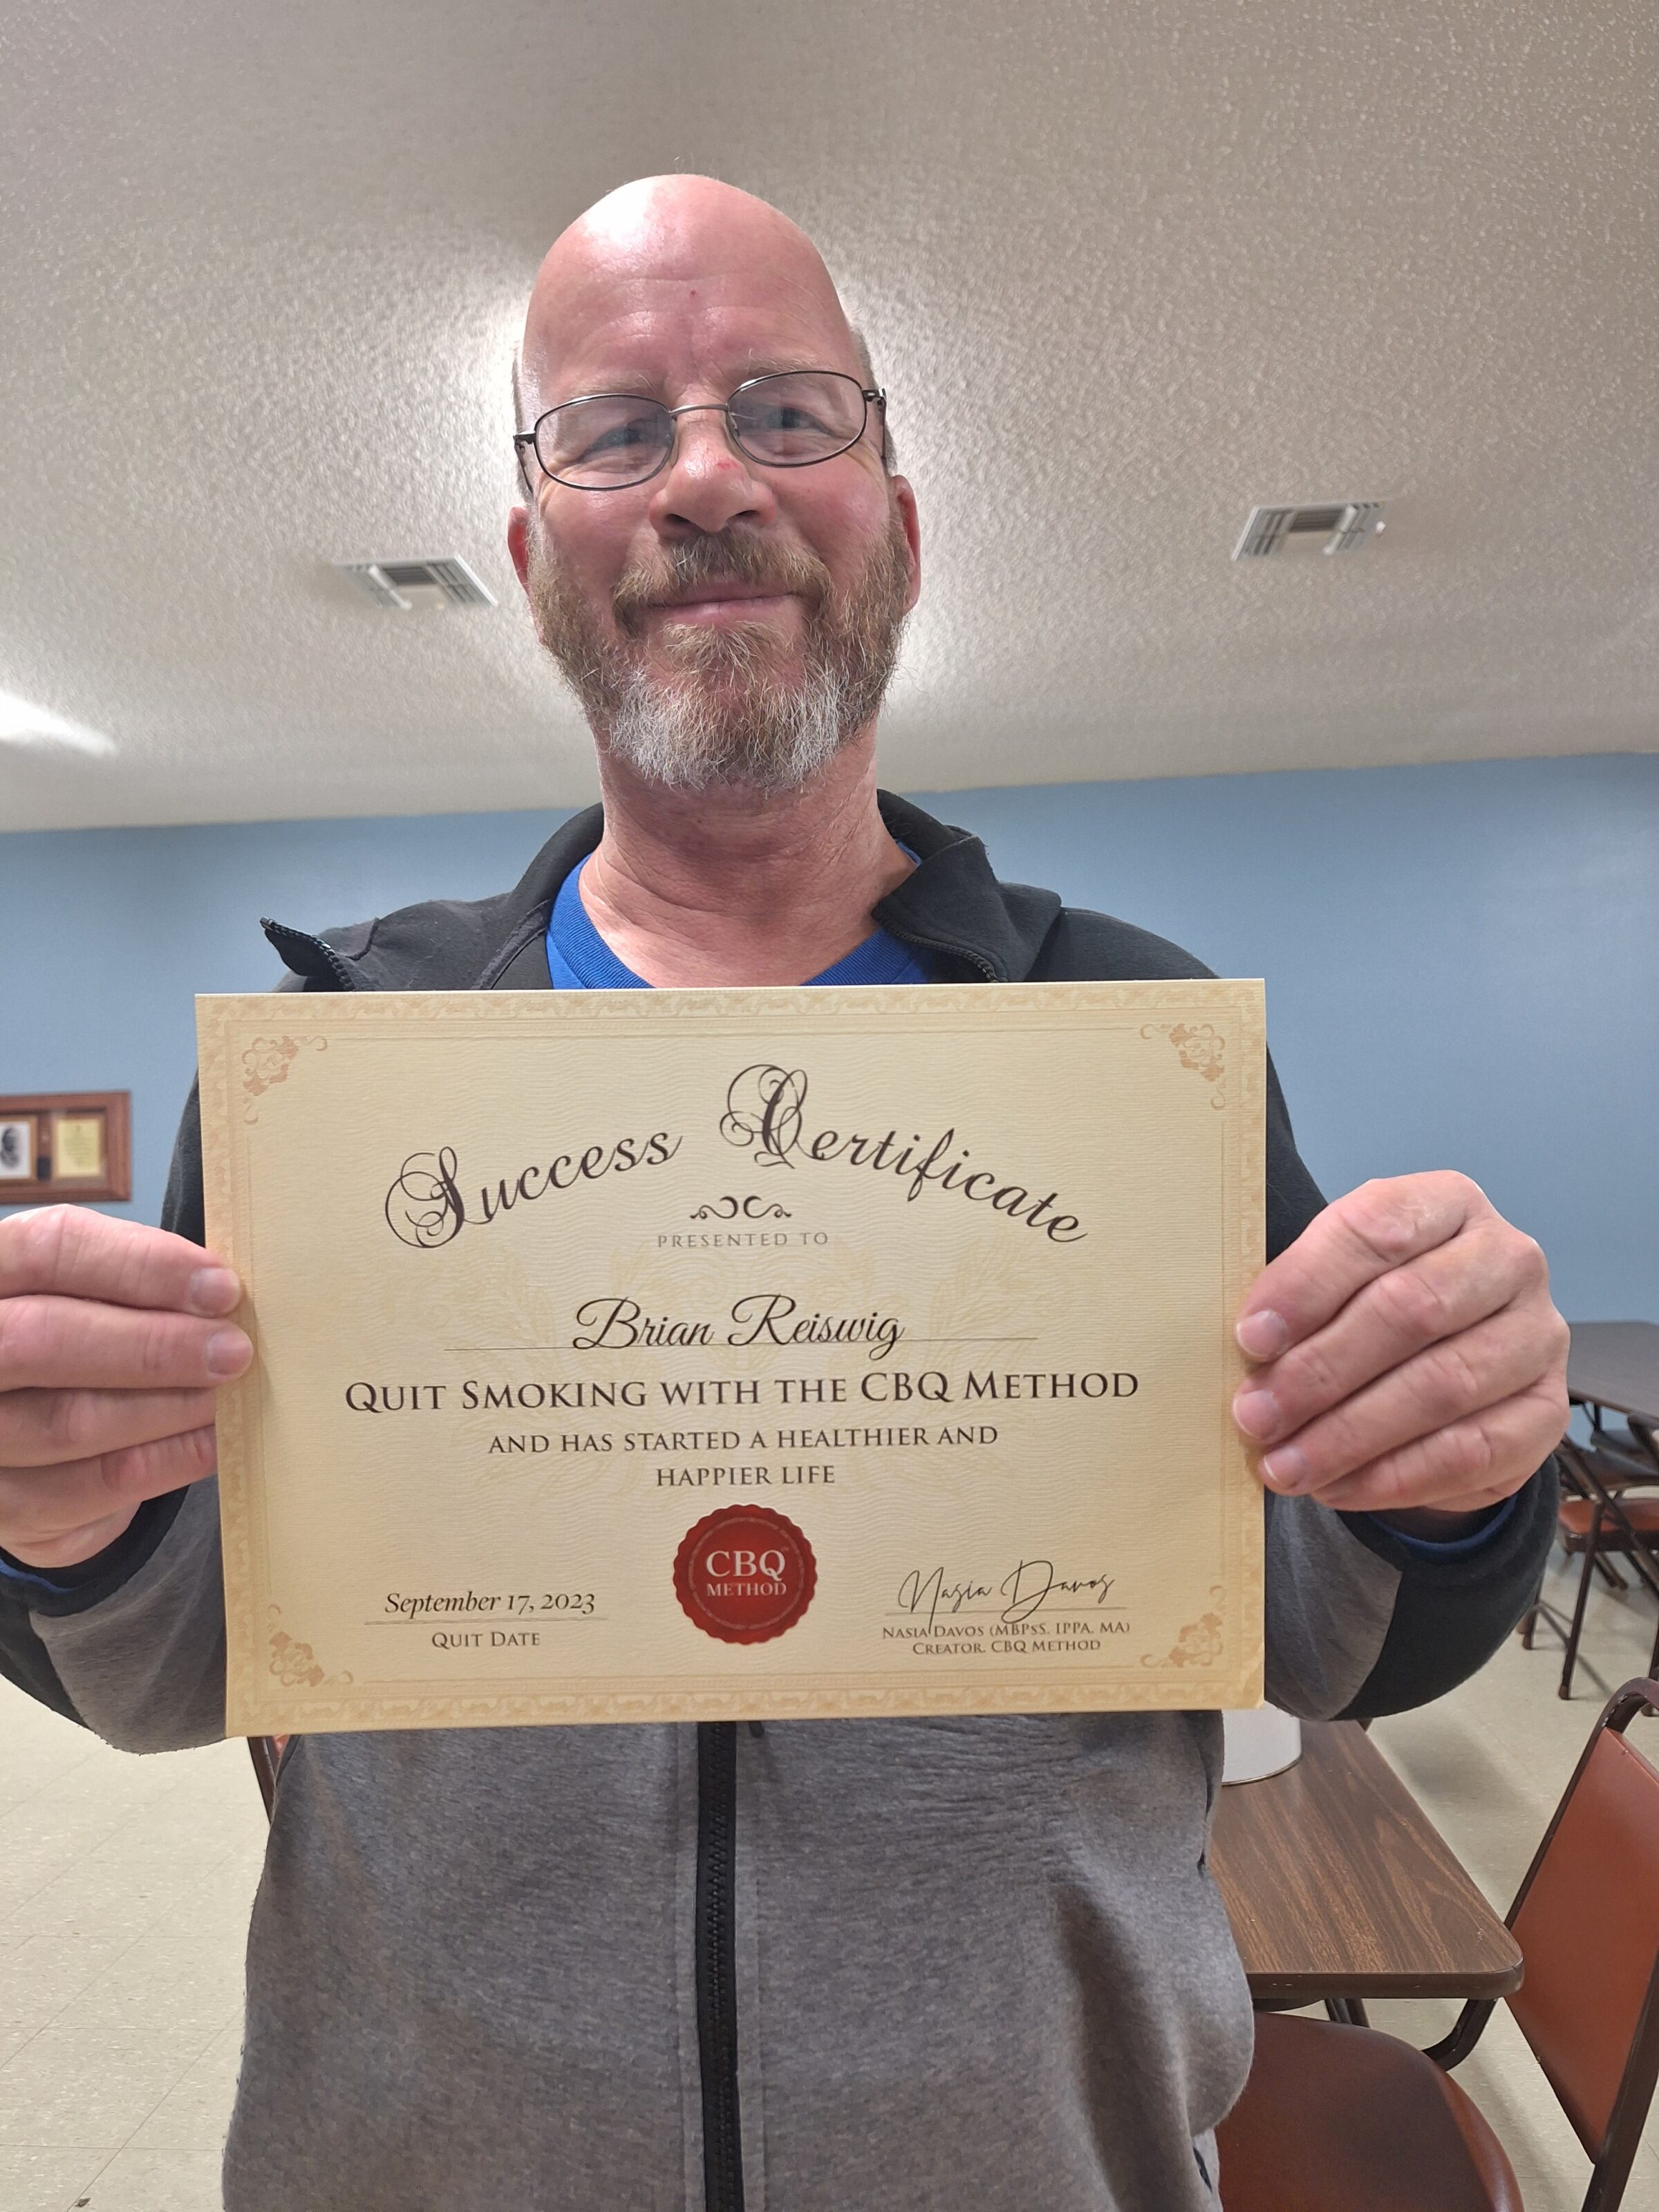 Success Certificate
PRESENTED TO
Brian Reiswig
QUIT SMOKING WITH THE CBQ METHOD
AND HAS STARTED A HEALTHIER AND
HAPPIER LIFE
CBQ
METHOD
September 17, 2023
QUIT DATE
Nasia Davos
NASIA DAVOS (MBPSS, IPPA, MA)
CREATOR, CBQ METHOD